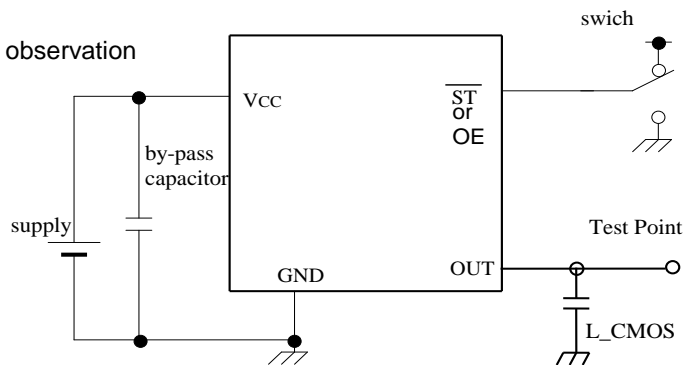 swich
observation
VCC
ST
or
OE
by-pass
capacitor
supply
Test Point
GND
OUT
L_CMOS